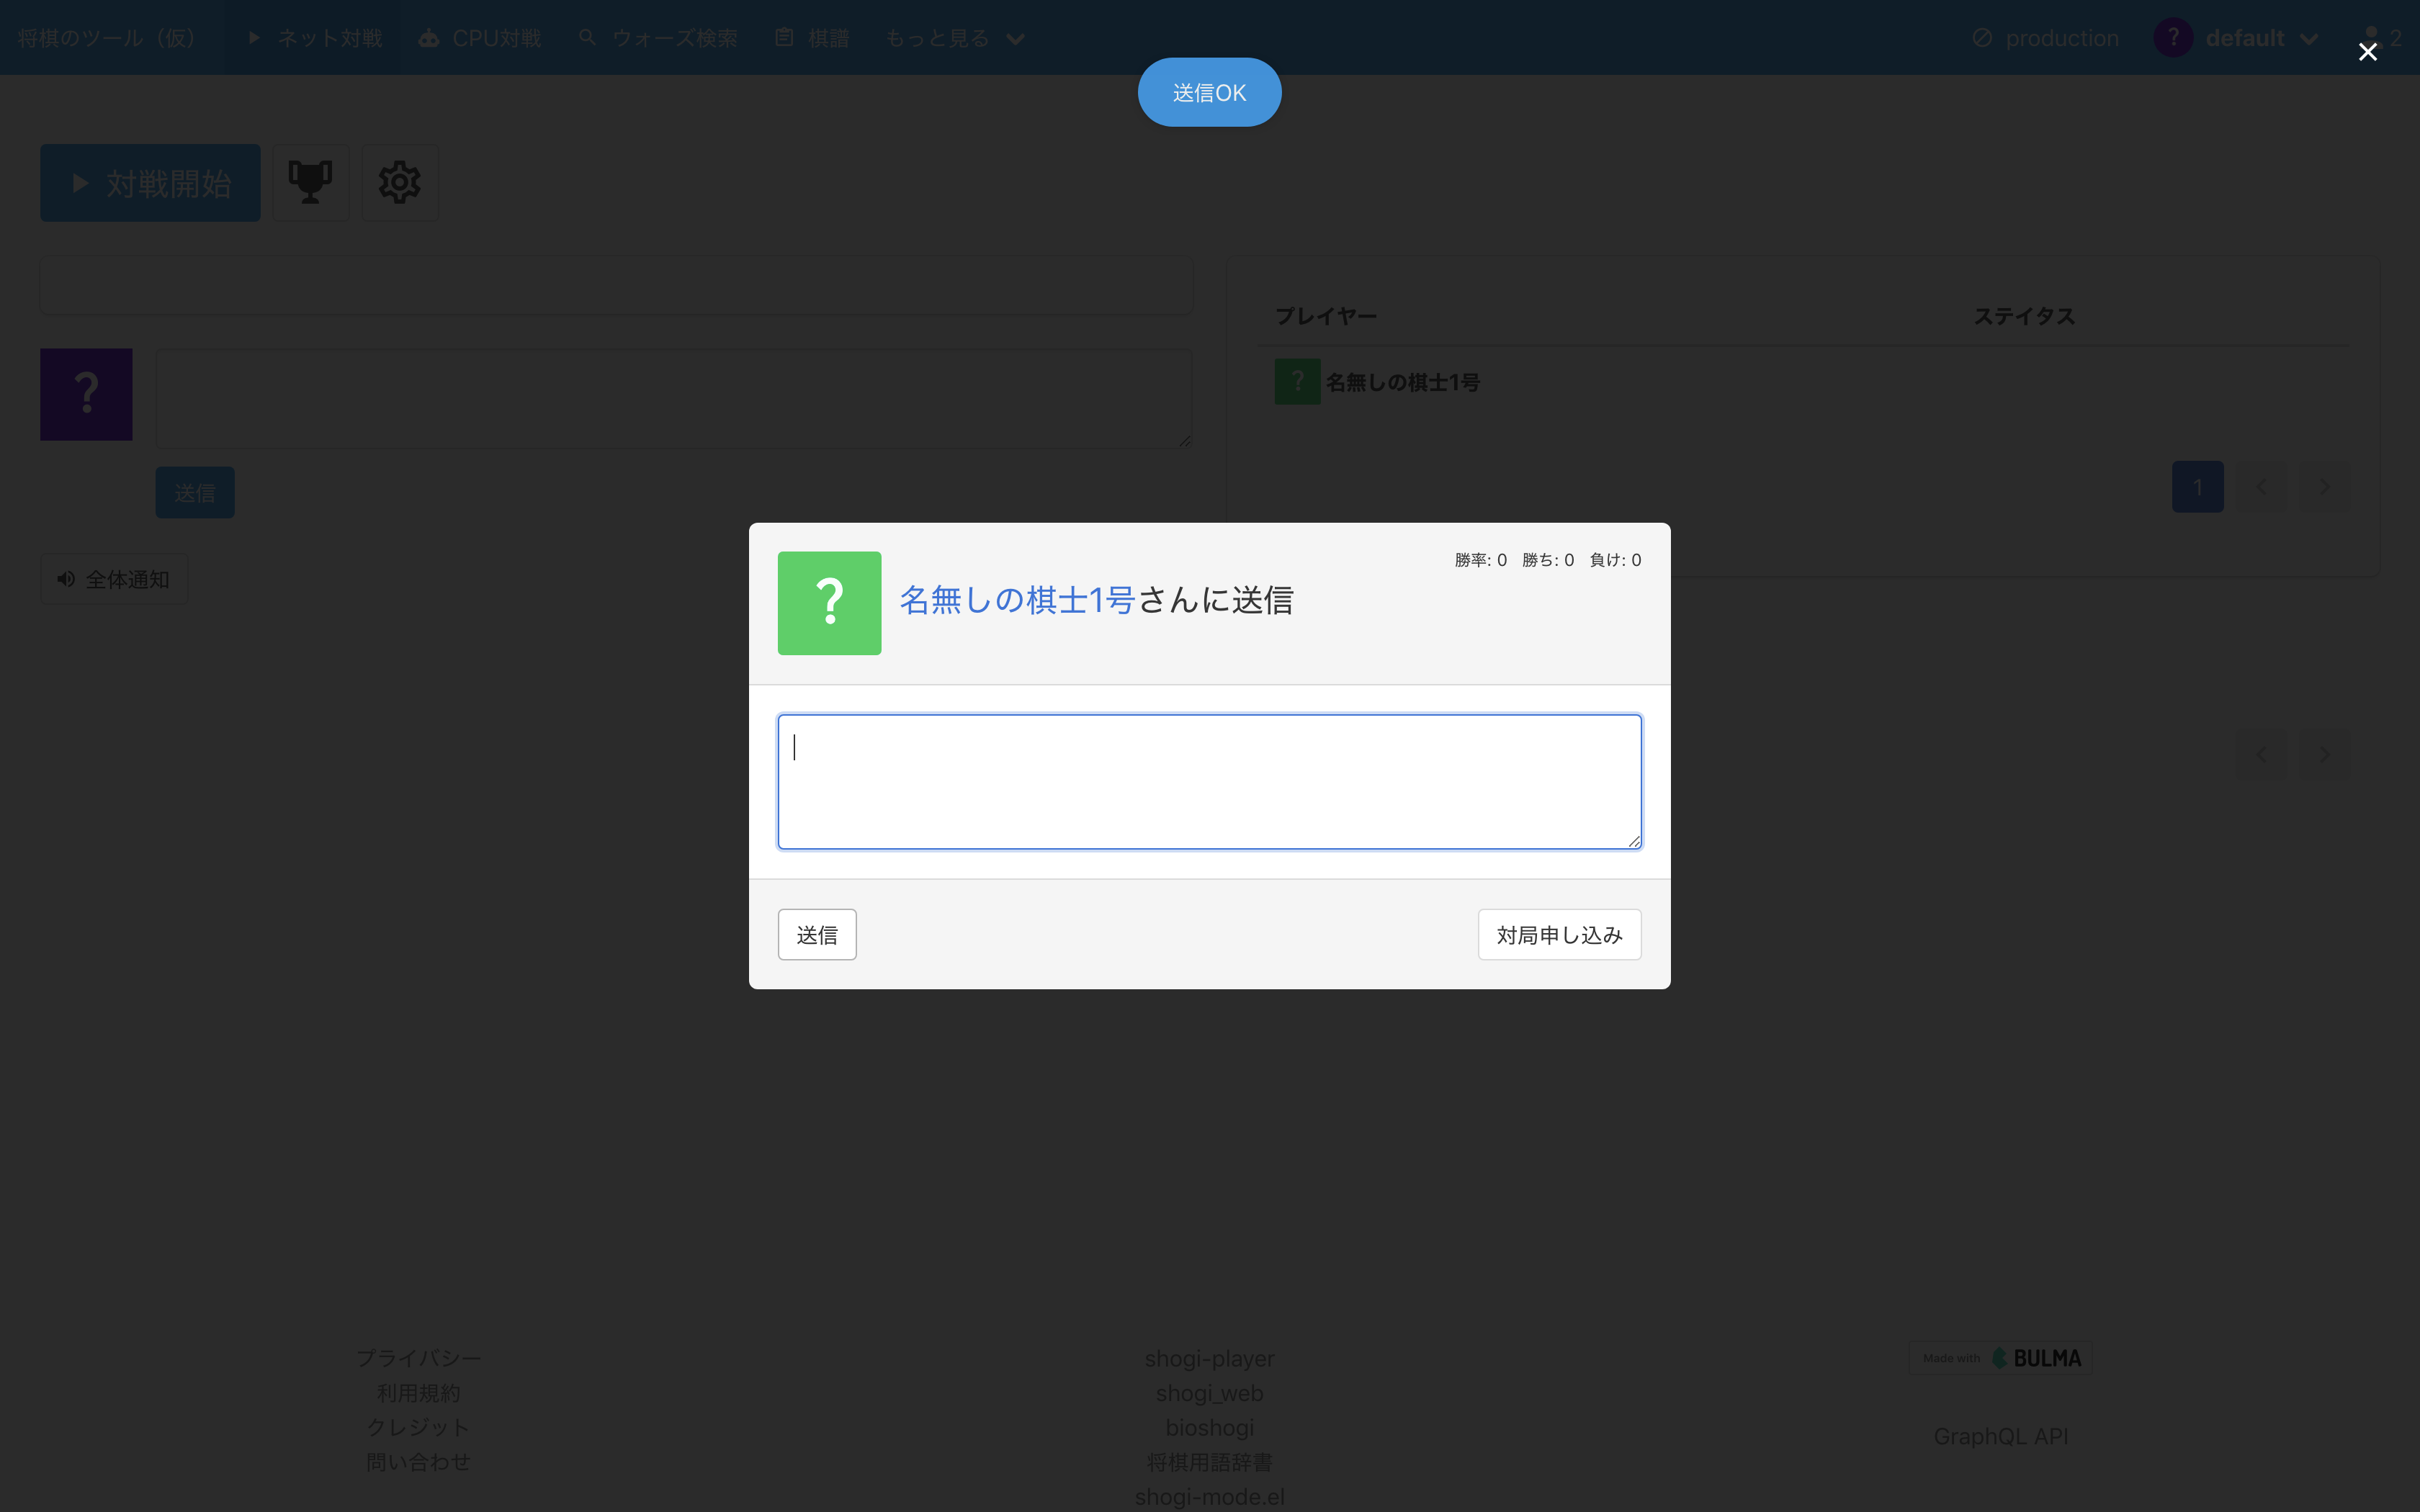 将棋のツール（仮） ネット対戦 CPU対戦 ウォーズ検索 棋譜 もっと見る production ? default 2
送信OK
対戦開始
プレイヤー ステイタス
? ? 名無しの棋士1号
送信 1
全体通知
勝率: 0 勝ち: 0 負け: 0
? 名無しの棋士1号さんに送信
送信 対局申し込み
プライバシー shogi-player Made with BULMA
利用規約 shogi_web
クレジット bioshogi GraphQL API
問い合わせ 将棋用語辞書
shogi-mode.el